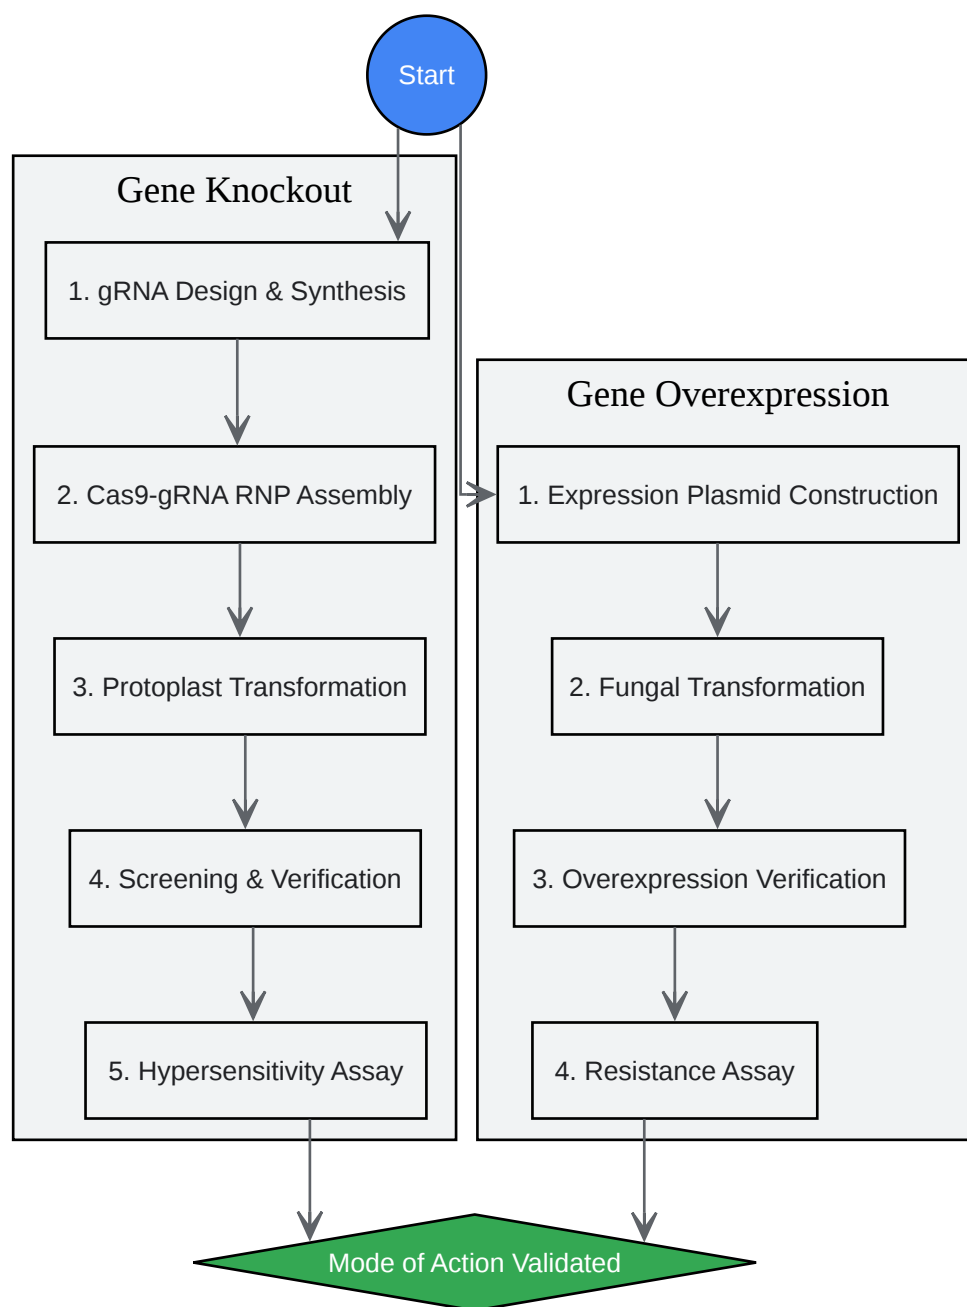 Start
Gene Knockout
1. gRNA Design & Synthesis
2. Cas9-gRNA RNP Assembly
3. Protoplast Transformation
4. Screening & Verification
5. Hypersensitivity Assay
Gene Overexpression
1. Expression Plasmid Construction
2. Fungal Transformation
3. Overexpression Verification
4. Resistance Assay
Mode of Action Validated